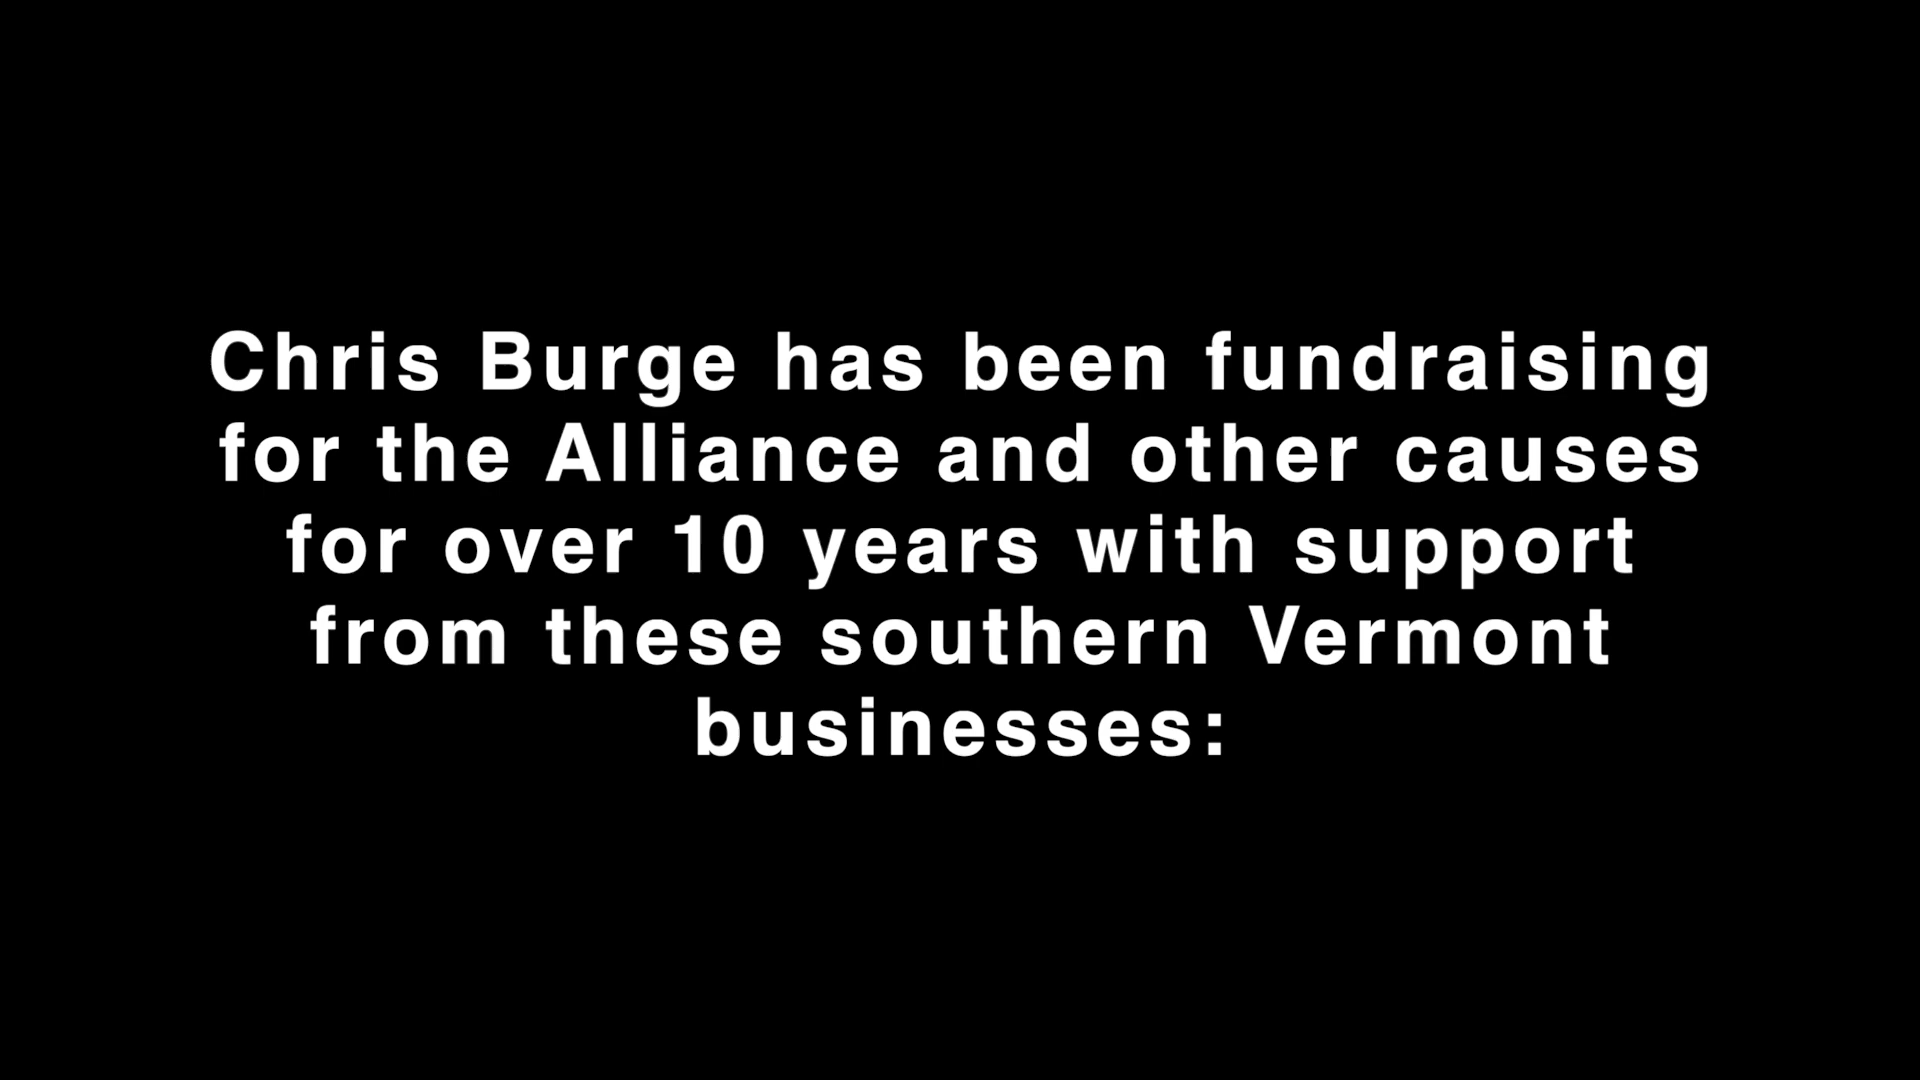 Chris Burge has been fundraising
for the Alliance and other causes
for over 10 years with support
from these southern Vermont
businesses: